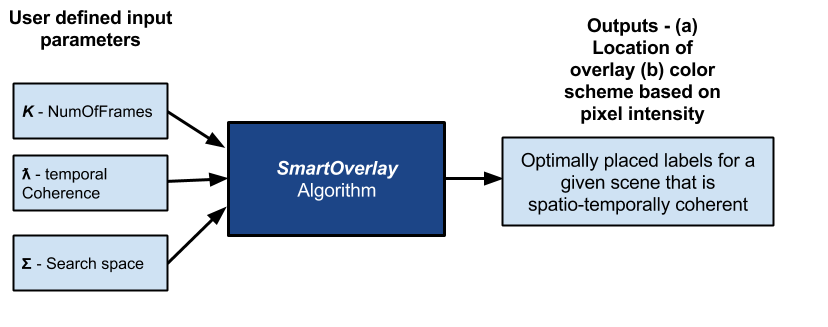 User defined input
parameters
K - NumOfFrames
ƛ - temporal
Coherence
Σ - Search space
SmartOverlay
Algorithm
Outputs - (a)
Location of
overlay (b) color
scheme based on
pixel intensity
Optimally placed labels for a
given scene that is
spatio-temporally coherent